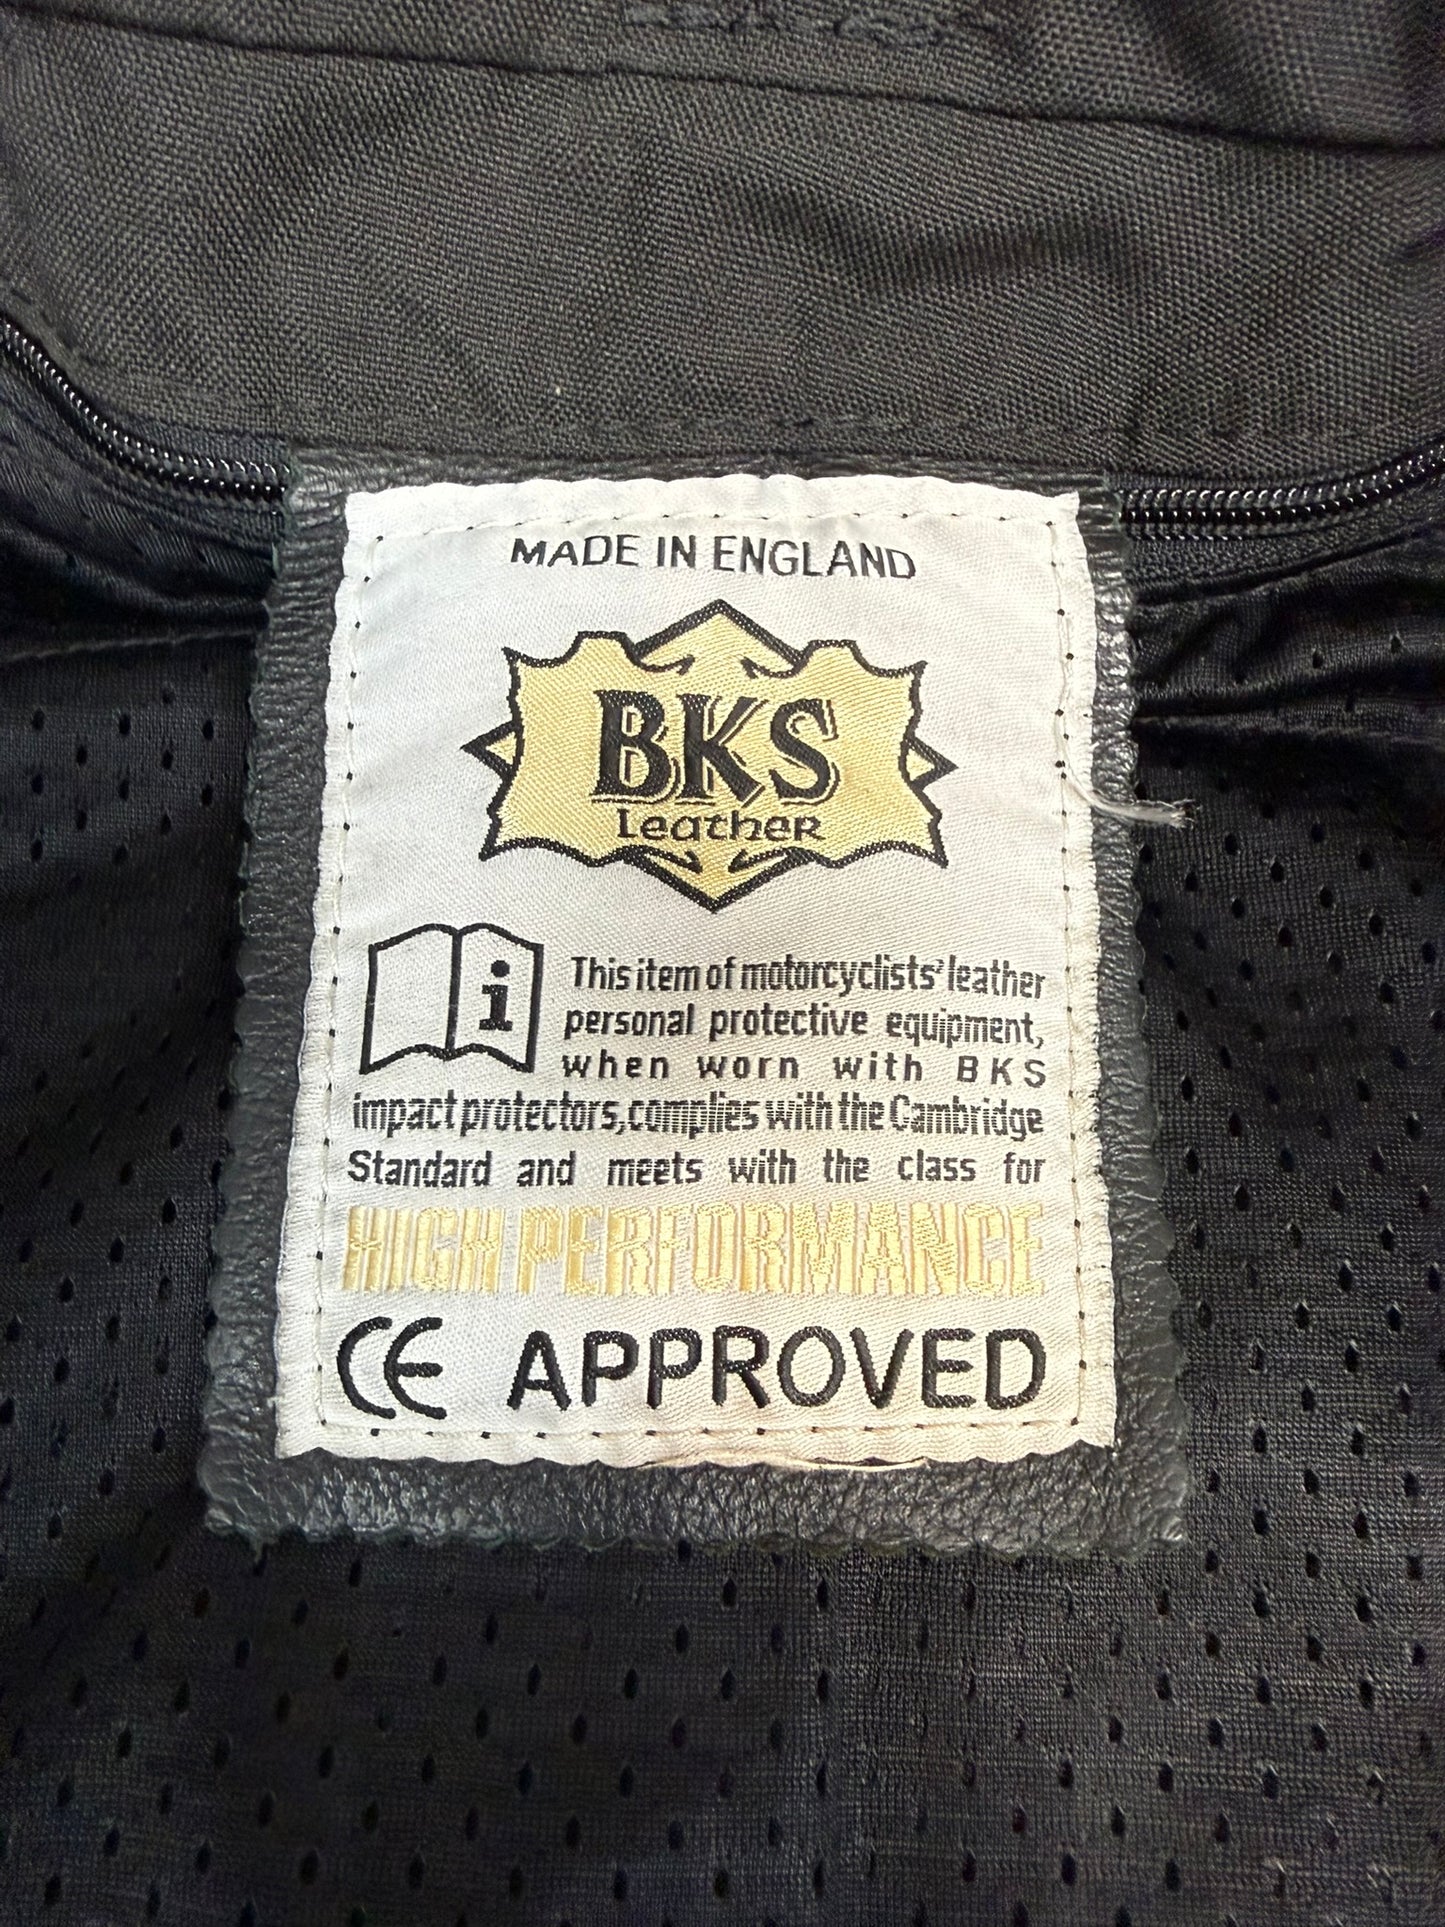 MADE IN ENGLAND
BKS
Leather
i
This item of motorcyclists' leather
personal protective equipment,
when worn with BKS
impact protectors, complies with the Cambridge
Standard and meets with the class for
HIGH PERFORMANCE
CE APPROVED